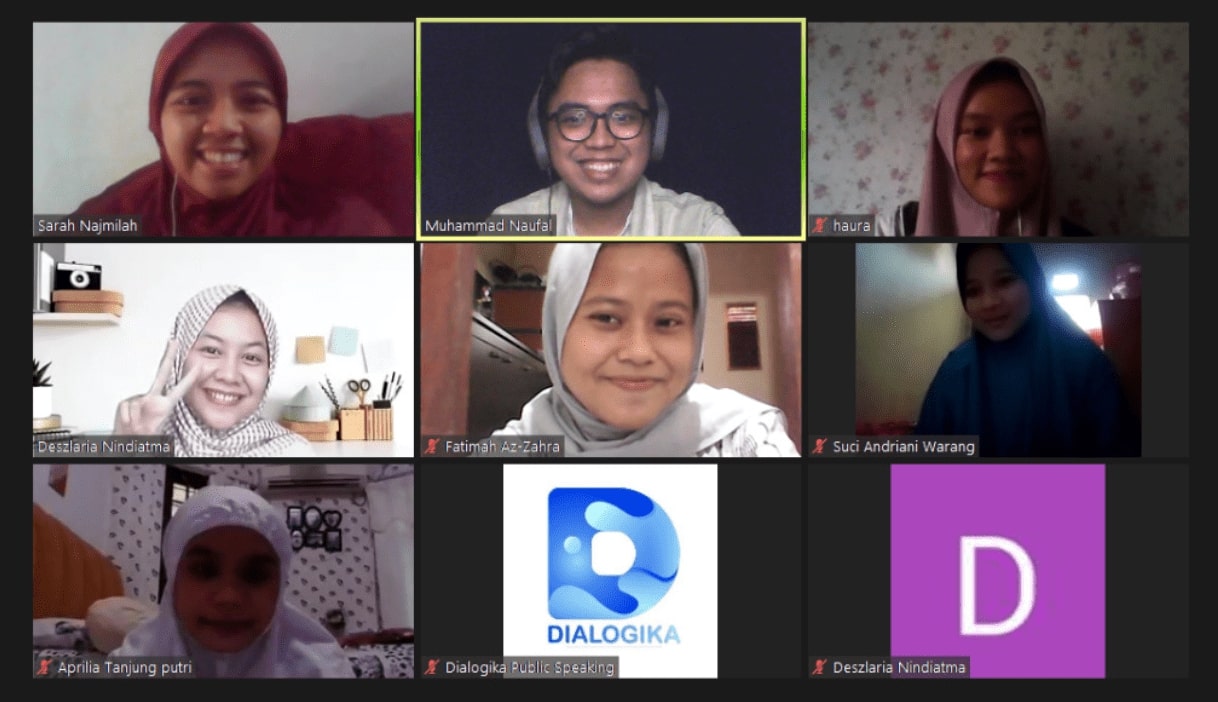 Sarah Najmilah
Muhammad Naufal
haura
Deszlaria Nindiatma
Fatimah Az-Zahra
Suci Andriani Warang
Aprilia Tanjung putri
DIALOGIKA
Dialogika Public Speaking
D
Deszlaria Nindiatma